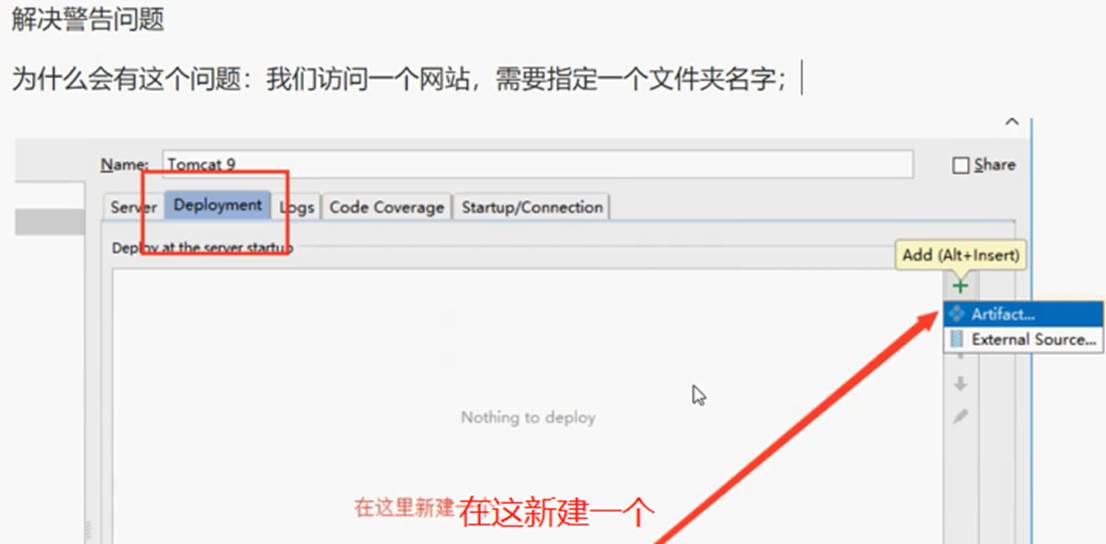 解决警告问题
为什么会有这个问题：我们访问一个网站，需要指定一个文件夹名字；
Name: Tomcat 9
Share
Server Deployment Logs Code Coverage Startup/Connection
Deploy at the server startup
Add (Alt+Insert)
Artifact...
External Source...
Nothing to deploy
在这里新建一
在这新建一个